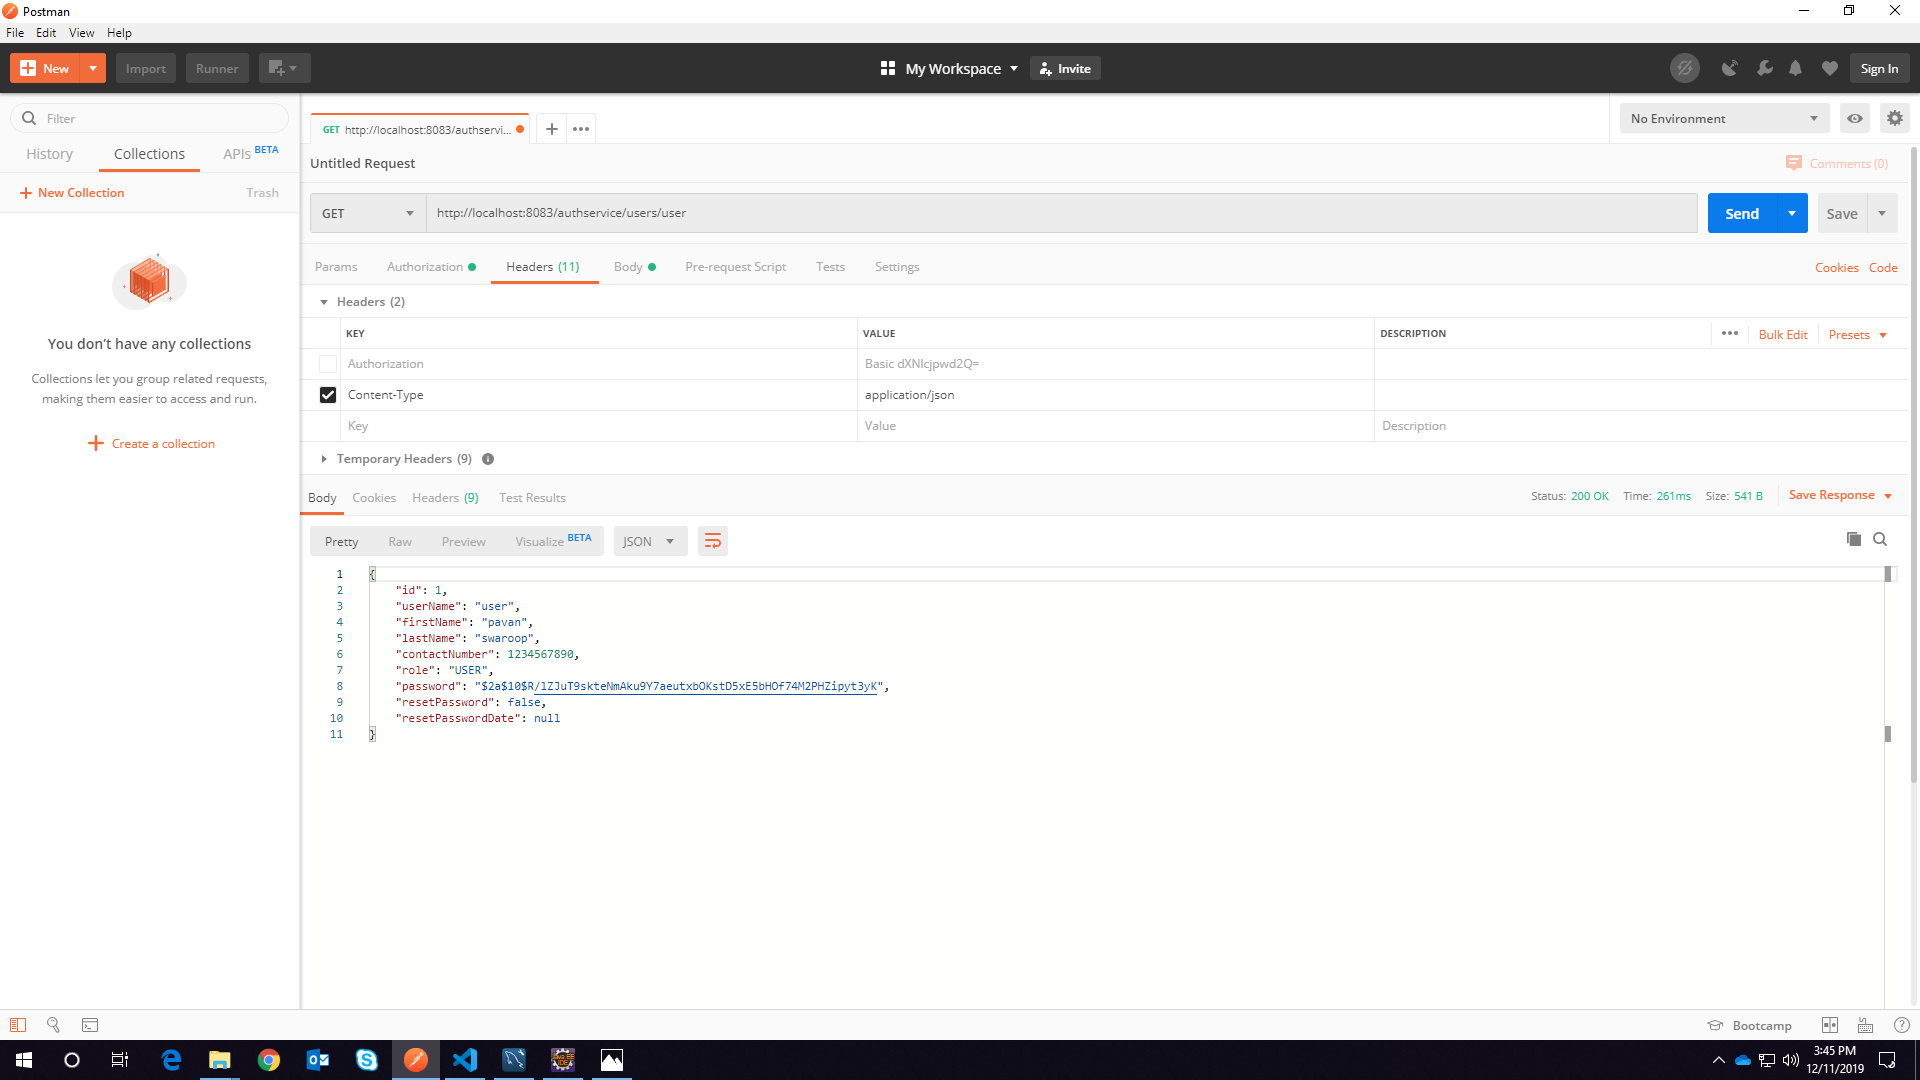 Postman
File Edit View Help
New Import Runner My Workspace Invite Sign In
Filter
History Collections APIs BETA
New Collection Trash
You don't have any collections
Collections let you group related requests,
making them easier to access and run.
Create a collection
GET http://localhost:8083/authservi... No Environment
Untitled Request Comments (0)
GET http://localhost:8083/authservice/users/user Send Save
Params Authorization Headers (11) Body Pre-request Script Tests Settings Cookies Code
Headers (2)
KEY VALUE DESCRIPTION Bulk Edit Presets
Authorization Basic dXNlcjpwd2Q=
Content-Type application/json
Key Value Description
Temporary Headers (9)
Body Cookies Headers (9) Test Results Status: 200 OK Time: 261ms Size: 541 B Save Response
Pretty Raw Preview Visualize BETA JSON
1 {
2 "id": 1,
3 "userName": "user",
4 "firstName": "pavan",
5 "lastName": "swaroop",
6 "contactNumber": 1234567890,
7 "role": "USER",
8 "password": "$2a$10$R/lZJuT9skteNmAku9Y7aeutxbOKstD5xE5bHOf74M2PHZipyt3yK",
9 "resetPassword": false,
10 "resetPasswordDate": null
11 }
Bootcamp
3:45 PM
12/11/2019